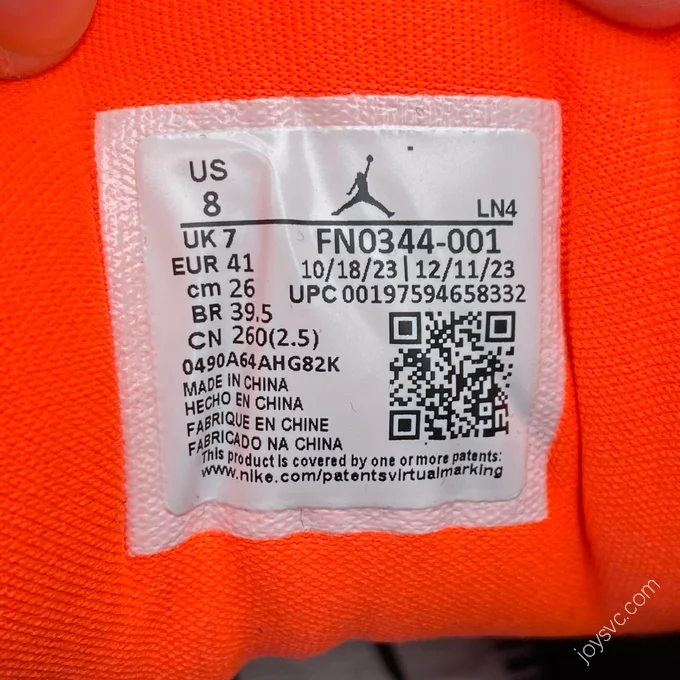 US
8
LN4
UK 7
FN0344-001
EUR 41
10/18/23 | 12/11/23
cm 26
UPC 00197594658332
BR 39.5
CN 260(2.5)
0490A64AHG82K
MADE IN CHINA
HECHO EN CHINA
FABRIQUE EN CHINE
FABRICADO NA CHINA
This product is covered by one or more patents:
www.nike.com/patentsvirtualmarking
joysvc.com